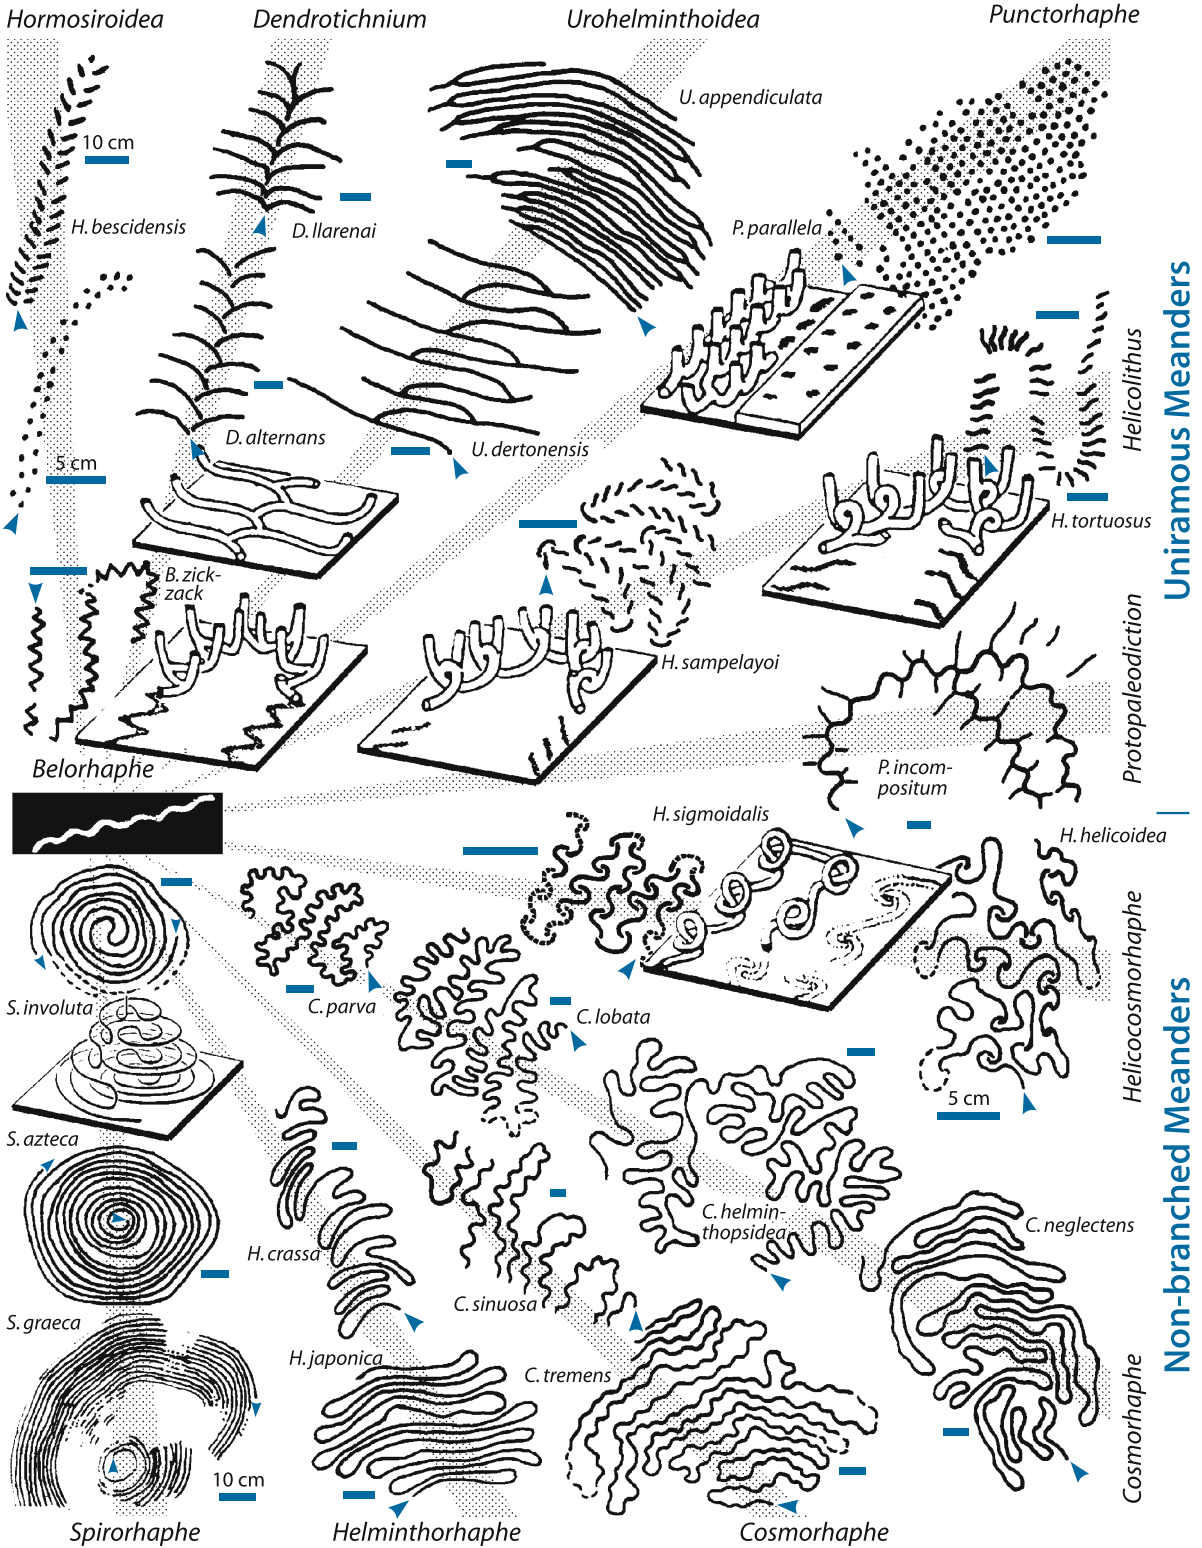 Hormosiroidea
Dendrotichnium
Urohelminthoidea
Punctorhaphe
U. appendiculata
10 cm
H. bescidensis
D. llarenai
P. parallela
Uniramous Meanders
Helicolithus
D. alternans
U. dertonensis
5 cm
H. tortuosus
B. zick-
zack
H. sampelayoi
Protopaleodiction
Belorhaphe
P. incom-
positum
H. sigmoidalis
H. helicoidea
Helicocosmorhaphe
S. involuta
C. parva
C. lobata
5 cm
Non-branched Meanders
S. azteca
H. crassa
C. helmin-
thopsidea
C. neglectens
C. sinuosa
S. graeca
H. japonica
C. tremens
Cosmorhaphe
10 cm
Spirorhaphe
Helminthorhaphe
Cosmorhaphe